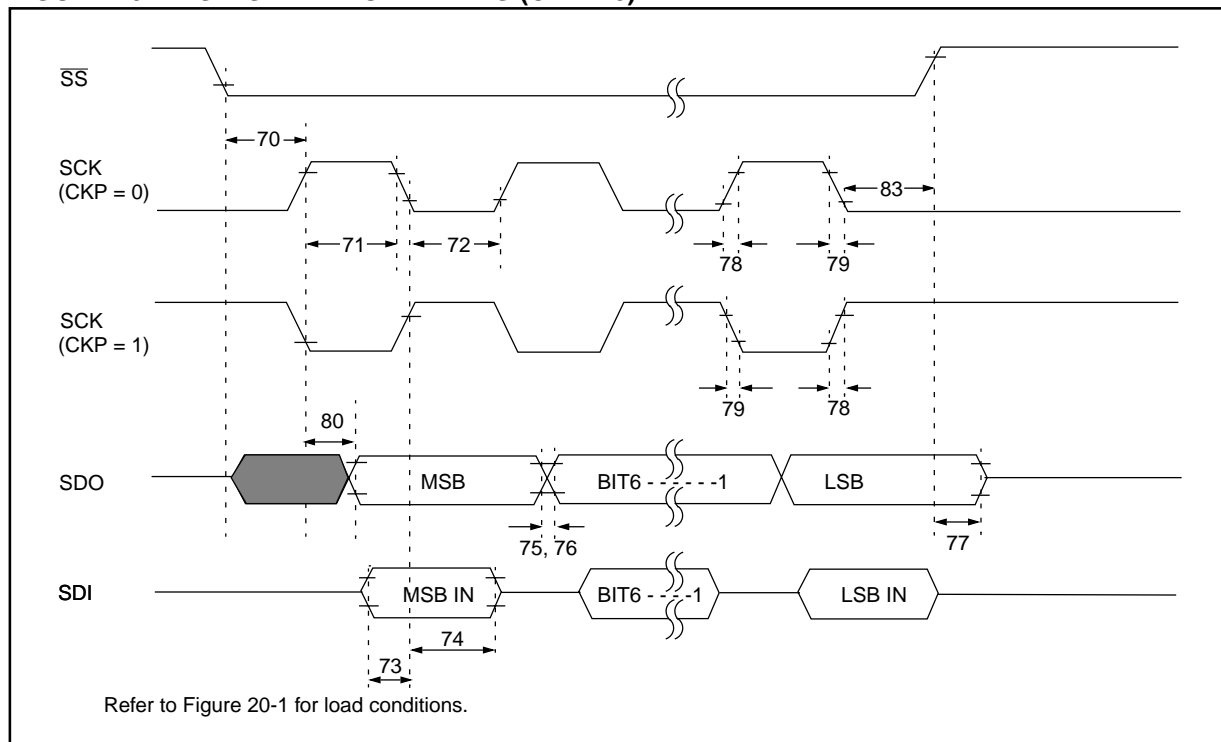 SS
70
SCK
(CKP = 0)
83
71
72
78
79
SCK
(CKP = 1)
79
78
80
SDO
MSB
BIT6 - - - - - -1
LSB
75, 76
77
SDI
MSB IN
BIT6 - - - -1
LSB IN
74
73
Refer to Figure 20-1 for load conditions.